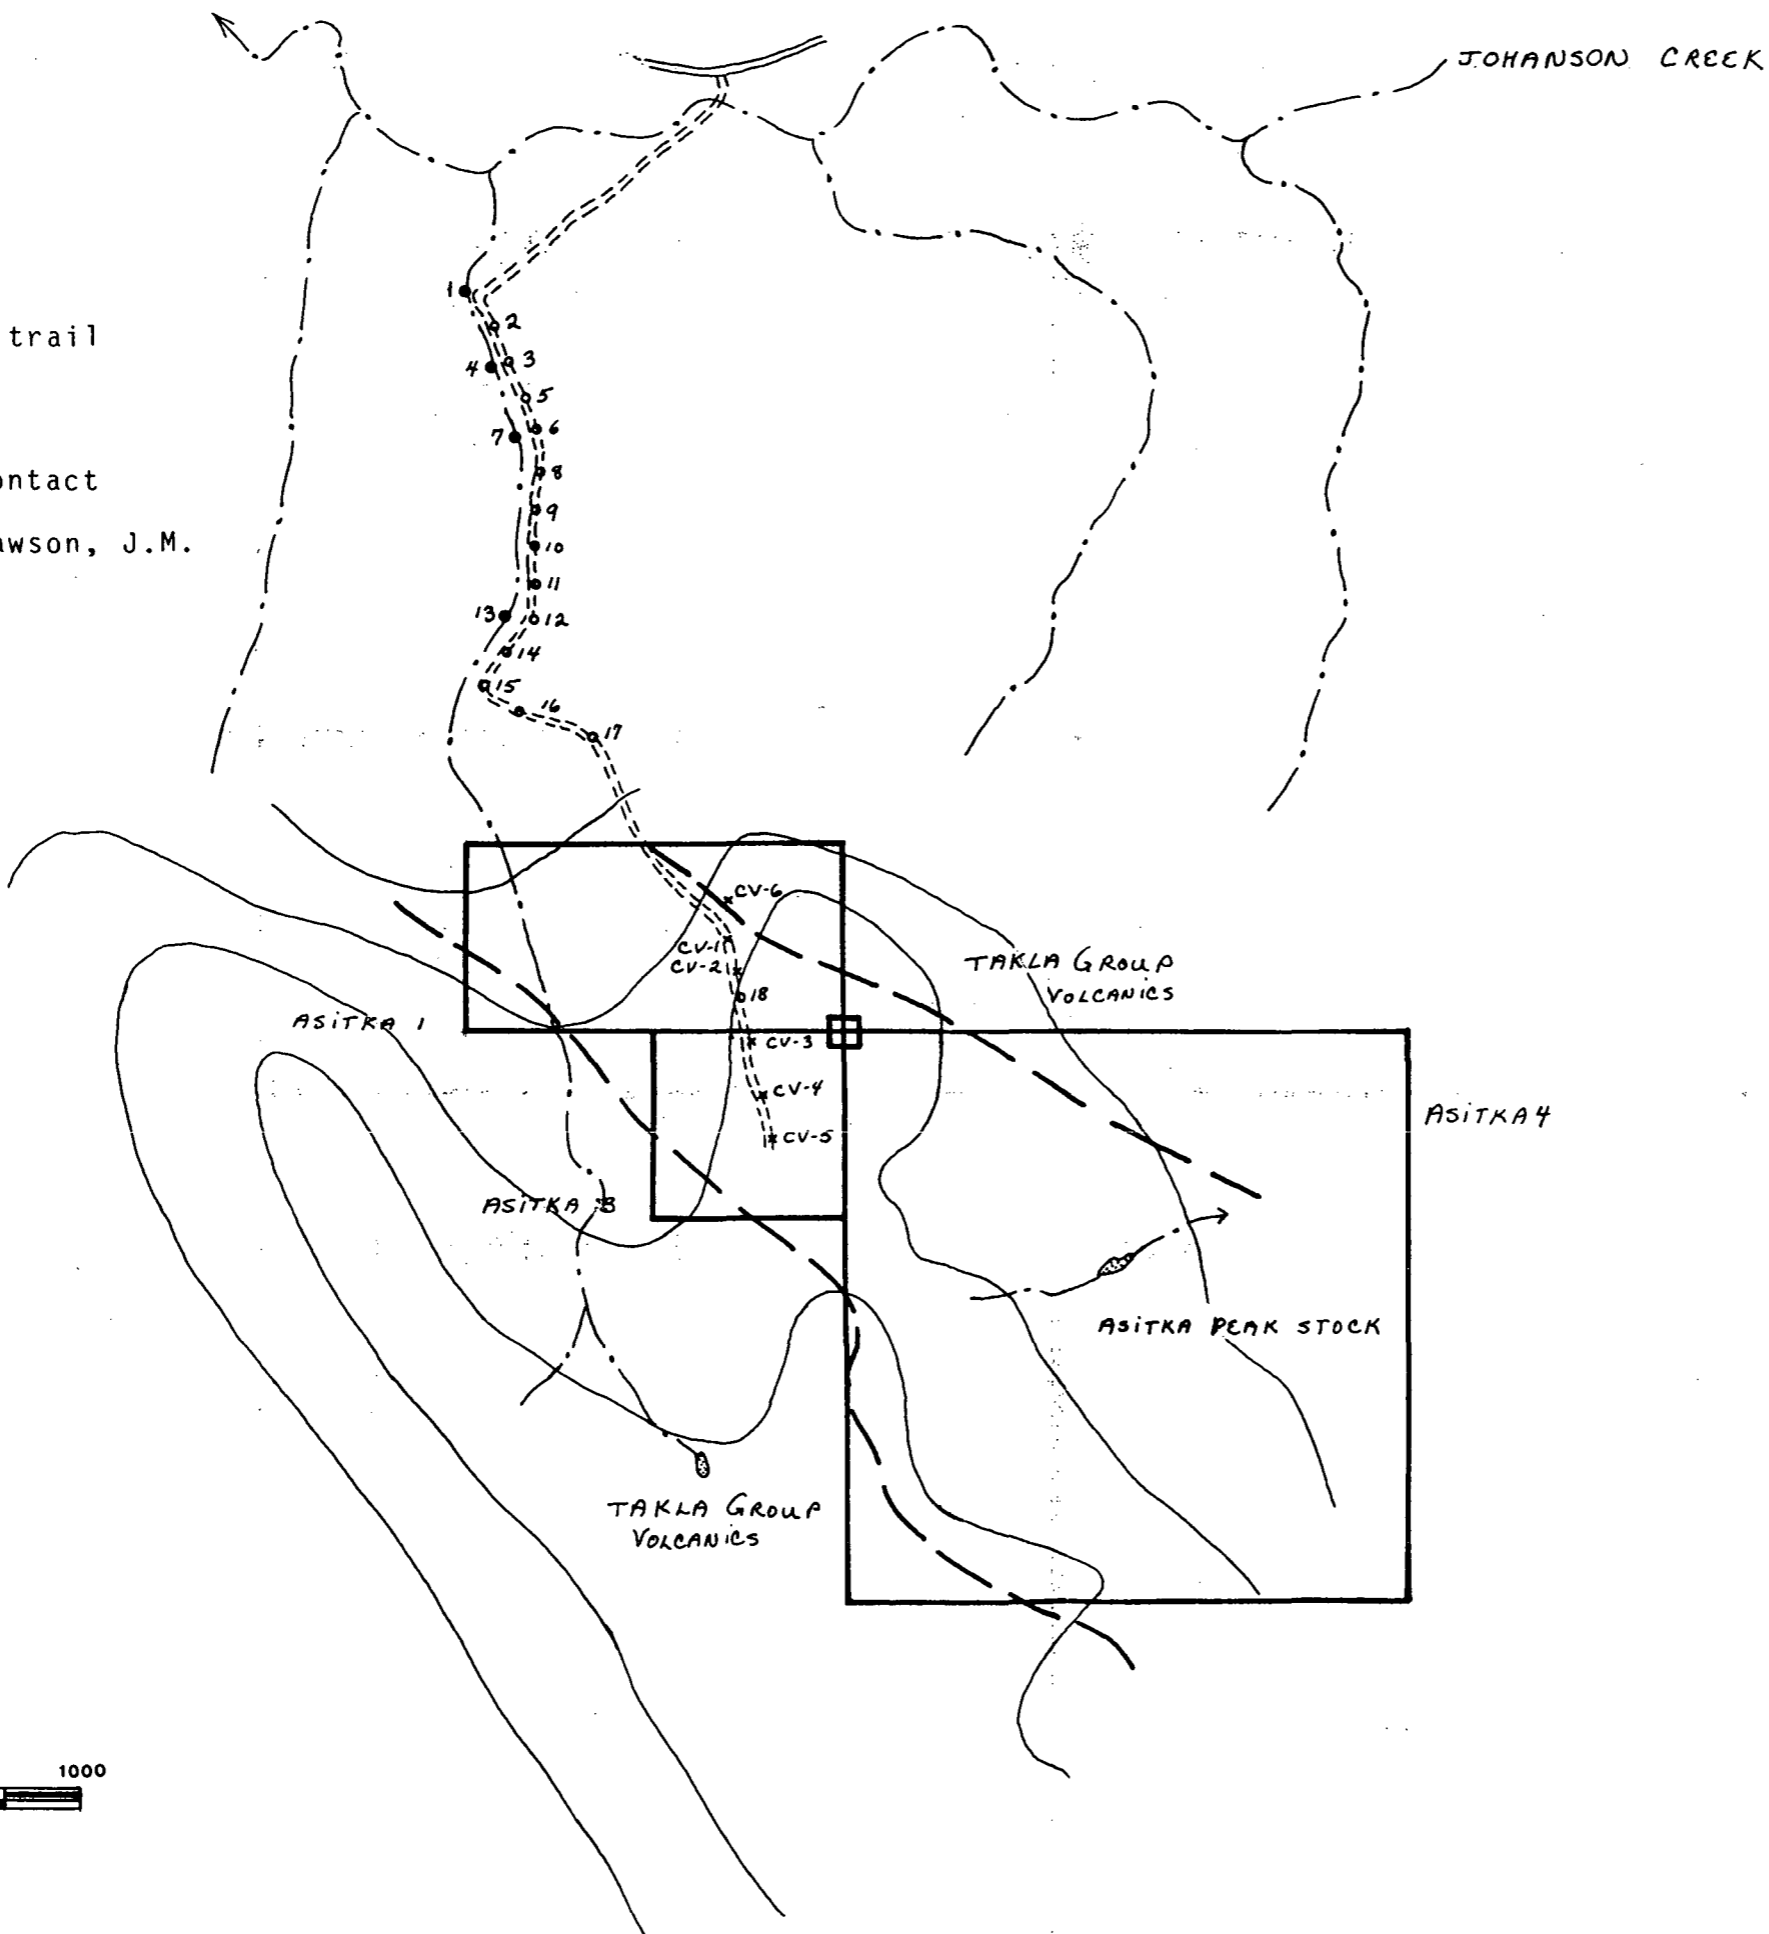 JOHANSON CREEK
1
2
trail
3
4
5
6
7
8
ontact
9
awson, J.M.
10
11
13
12
14
15
16
17
CV-6
CV-1
TAKLA GROUP
VOLCANICS
CV-2
18
ASITKA 1
CV-3
CV-4
ASITKA 4
CV-5
ASITKA 3
ASITKA PEAK STOCK
TAKLA GROUP
VOLCANICS
1000